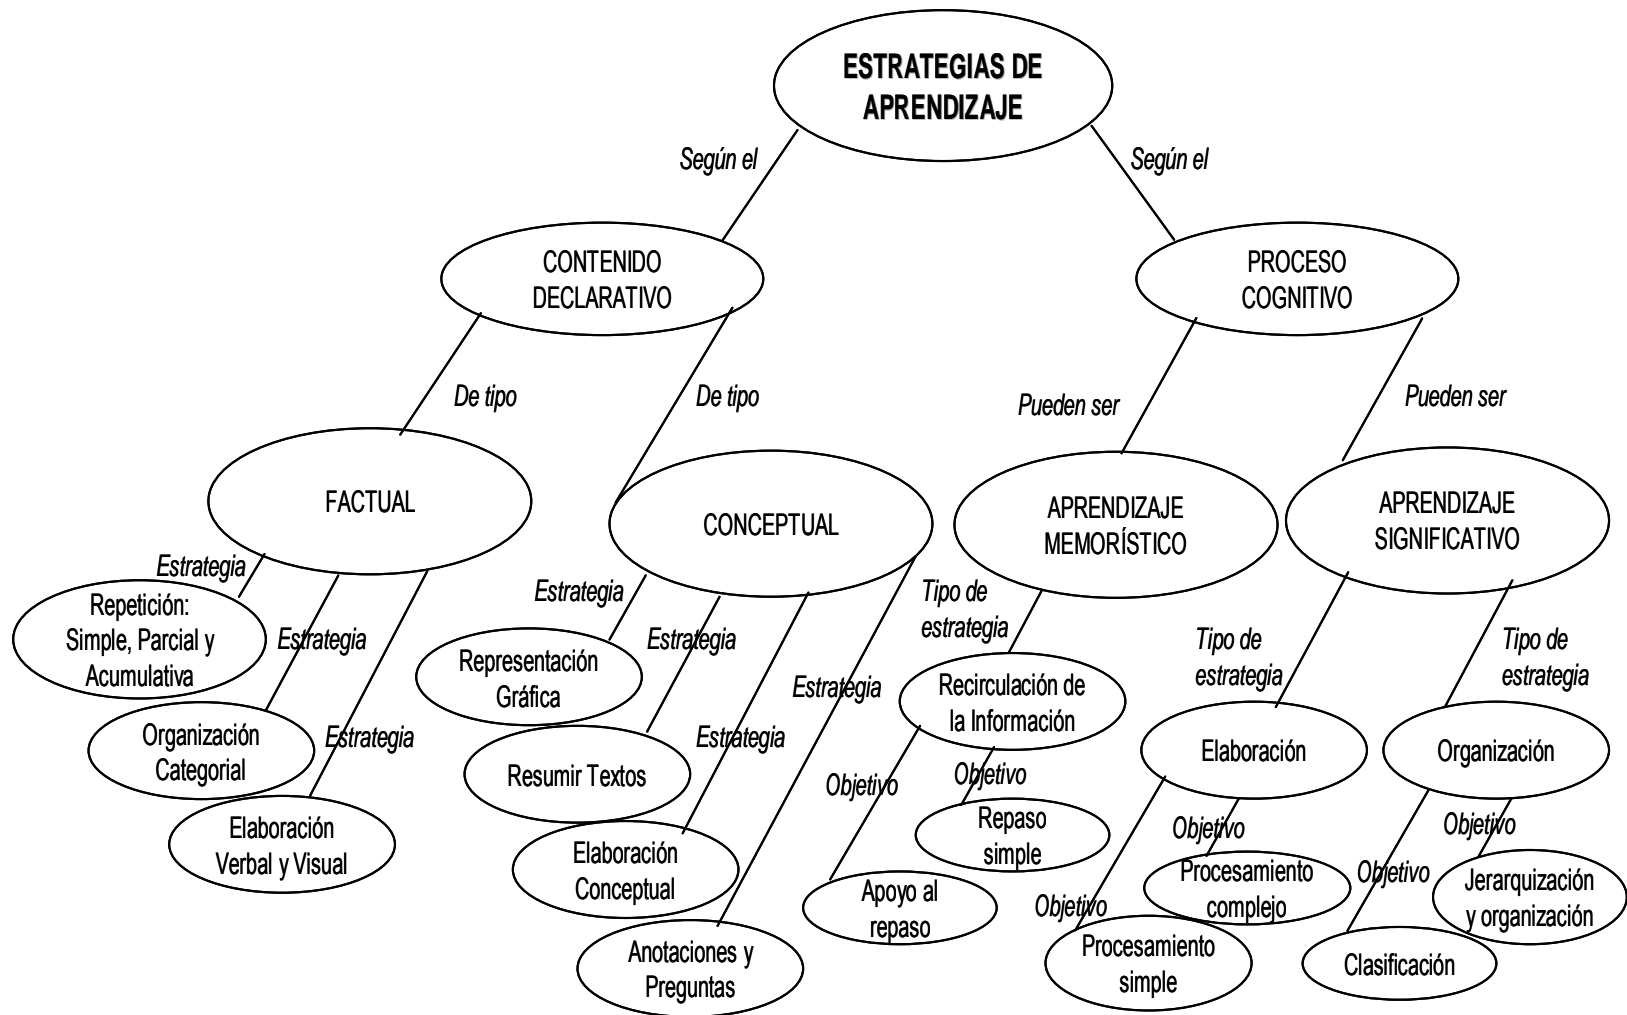 ESTRATEGIAS DE
APRENDIZAJE
Según el
Según el
CONTENIDO
DECLARATIVO
PROCESO
COGNITIVO
De tipo
De tipo
Pueden ser
Pueden ser
FACTUAL
CONCEPTUAL
APRENDIZAJE
MEMORÍSTICO
APRENDIZAJE
SIGNIFICATIVO
Estrategia
Repetición:
Simple, Parcial y
Acumulativa
Estrategia
Organización
Categorial
Estrategia
Elaboración
Verbal y Visual
Estrategia
Representación
Gráfica
Estrategia
Resumir Textos
Estrategia
Elaboración
Conceptual
Estrategia
Anotaciones y
Preguntas
Tipo de
estrategia
Recirculación de
la Información
Objetivo
Apoyo al
repaso
Objetivo
Repaso
simple
Tipo de
estrategia
Elaboración
Objetivo
Procesamiento
simple
Objetivo
Procesamiento
complejo
Tipo de
estrategia
Organización
Objetivo
Clasificación
Objetivo
Jerarquización
y organización